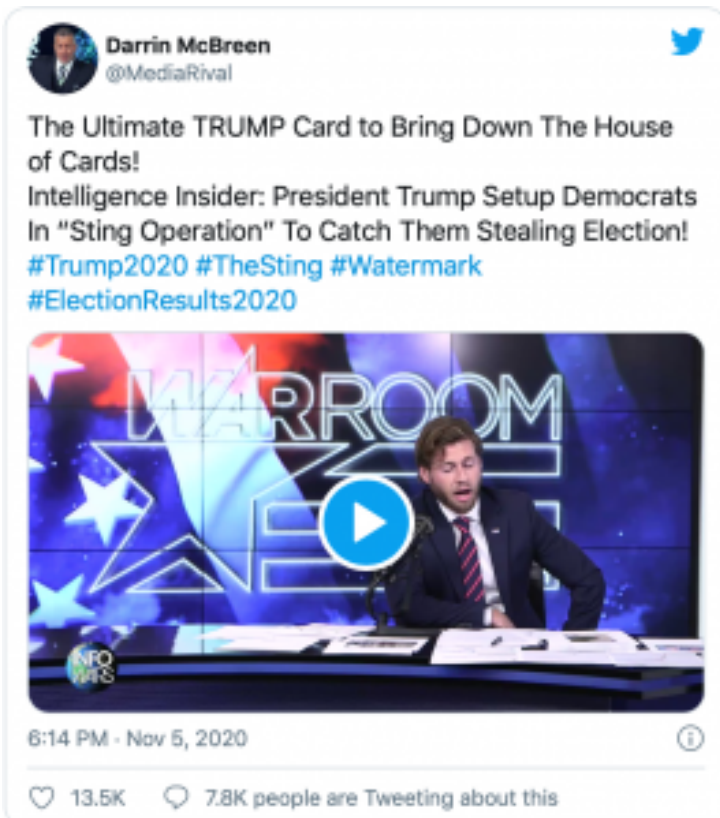 Darrin McBreen
@MediaRival
The Ultimate TRUMP Card to Bring Down The House
of Cards!
Intelligence Insider: President Trump Setup Democrats
In “Sting Operation” To Catch Them Stealing Election!
#Trump2020 #TheSting #Watermark
#ElectionResults2020
WARROOM
INFO
WARS
6:14 PM · Nov 5, 2020
13.5K 7.8K people are Tweeting about this